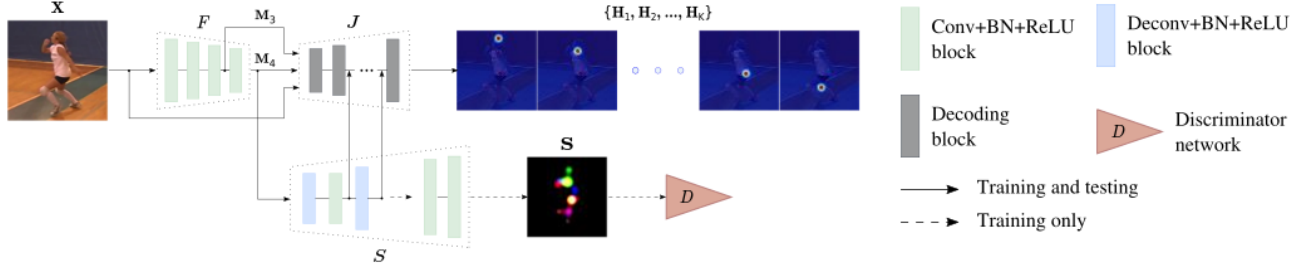 X
F
M₃
M₄
J
{H₁, H₂, ..., H_K}
...
S
S
D
Conv+BN+ReLU
block
Deconv+BN+ReLU
block
Decoding
block
D
Discriminator
network
Training and testing
Training only